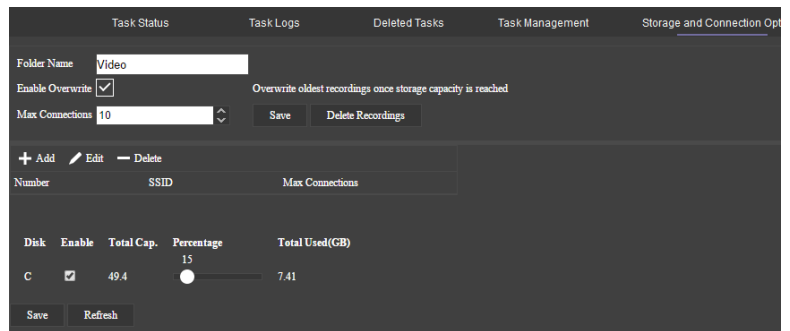 Task Status Task Logs Deleted Tasks Task Management Storage and Connection Opt
Folder Name Video
Enable Overwrite Overwrite oldest recordings once storage capacity is reached
Max Connections 10 Save Delete Recordings
Add Edit Delete
Number SSID Max Connections
Disk Enable Total Cap. Percentage Total Used(GB)
15
C 49.4 7.41
Save Refresh